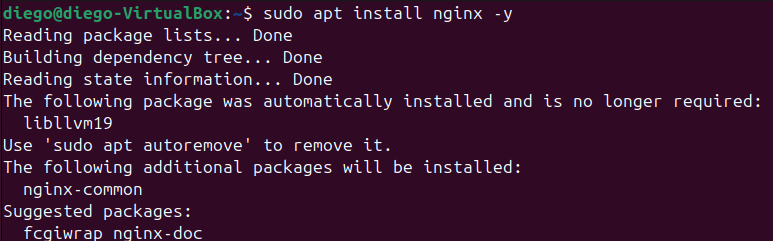 diego@diego-VirtualBox:~$ sudo apt install nginx -y
Reading package lists... Done
Building dependency tree... Done
Reading state information... Done
The following package was automatically installed and is no longer required:
  libllvm19
Use 'sudo apt autoremove' to remove it.
The following additional packages will be installed:
  nginx-common
Suggested packages:
  fcgiwrap nginx-doc